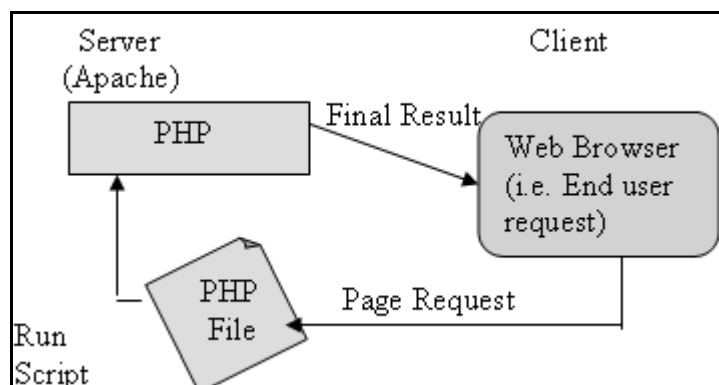 Server
(Apache)
Client
PHP
Final Result
Web Browser
(i.e. End user
request)
PHP
File
Page Request
Run
Script